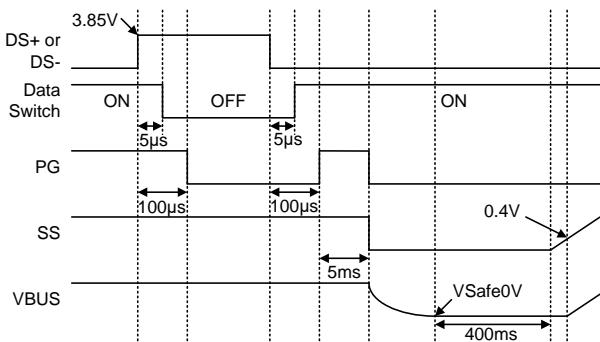 3.85V
DS+ or
DS-
Data
Switch
ON
OFF
ON
5µs
5µs
PG
100µs
100µs
0.4V
SS
5ms
VSafe0V
VBUS
400ms